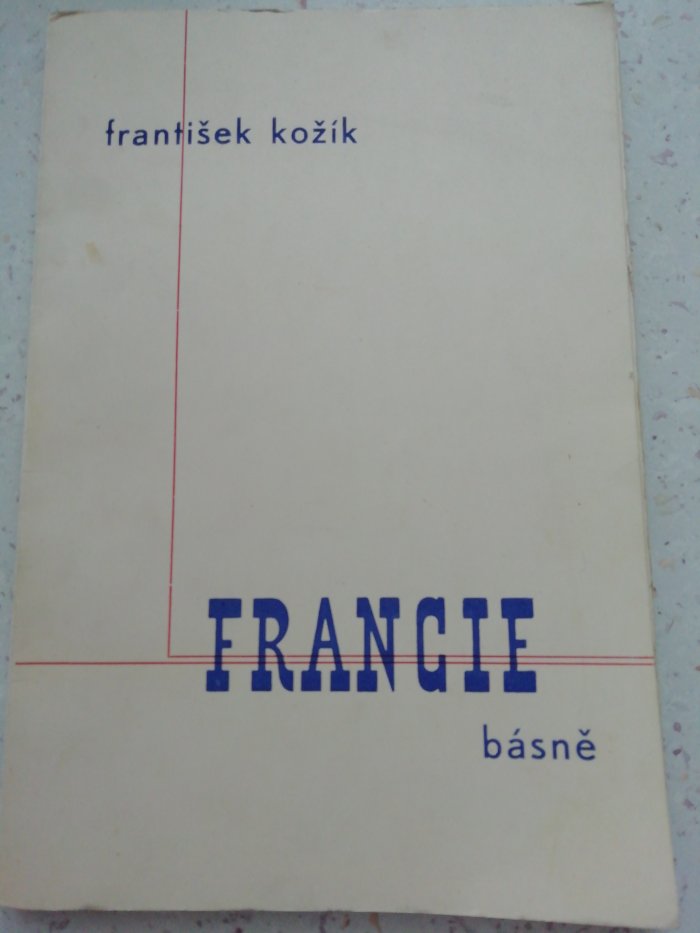 františek kožík
FRANCIE
básně